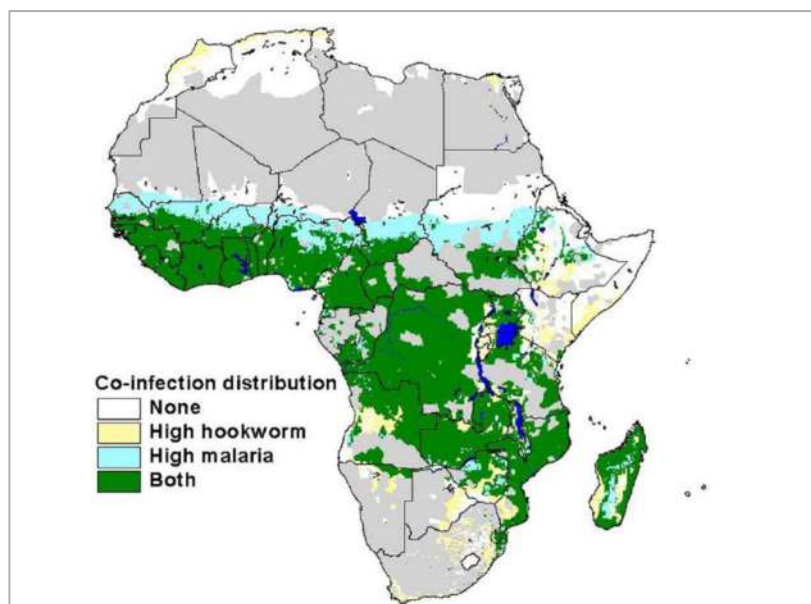 Co-infection distribution
None
High hookworm
High malaria
Both